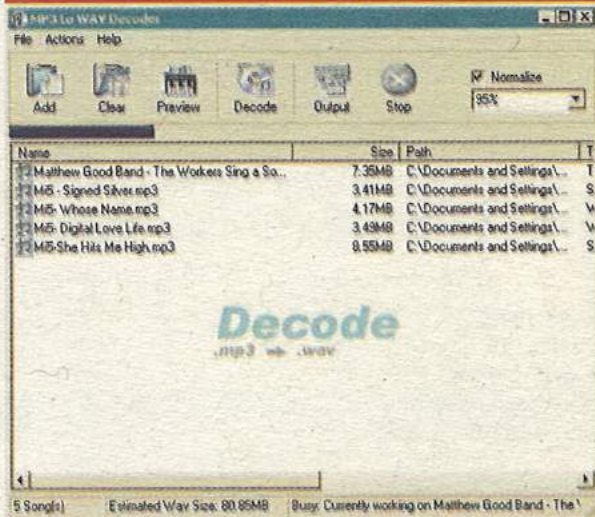 MP3 to WAV Decoder
File Actions Help
Add Clear Preview Decode Output Stop Normalize
95%
Name Size Path T
Matthew Good Band - The Workers Sing a So... 7.35MB C:\Documents and Settings\... T
Mi5 - Signed Silver.mp3 3.41MB C:\Documents and Settings\... S
Mi5- Whose Name.mp3 4.17MB C:\Documents and Settings\... W
Mi5- Digital Love Life.mp3 3.49MB C:\Documents and Settings\... W
Mi5-She Hits Me High.mp3 8.55MB C:\Documents and Settings\... S
Decode
.mp3 .wav
5 Song(s) Estimated Wav Size: 80.85MB Busy: Currently working on Matthew Good Band - The